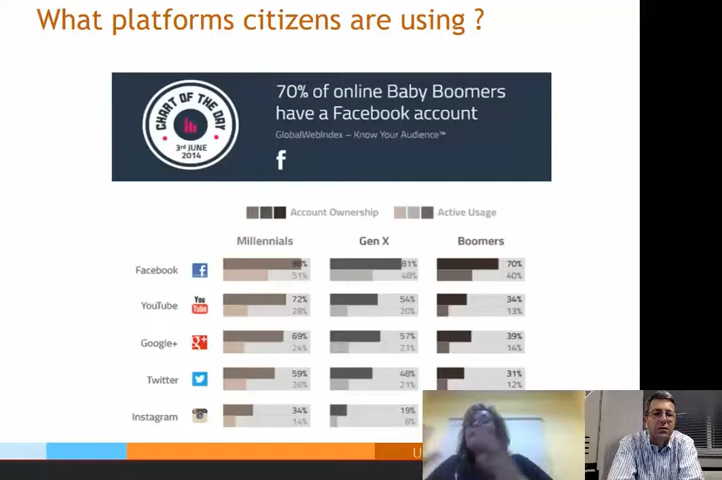 What platforms citizens are using ?
CHART OF THE DAY
3rd JUNE
2014
70% of online Baby Boomers
have a Facebook account
GlobalWebIndex – Know Your Audience™
f
Account Ownership Active Usage
Millennials Gen X Boomers
Facebook f 81% 70%
51% 48% 40%
YouTube You Tube 72% 54% 34%
28% 20% 13%
Google+ g+ 69% 57% 39%
24% 23% 14%
Twitter 59% 48% 31%
26% 21% 12%
Instagram 34% 19%
14% 8%
U